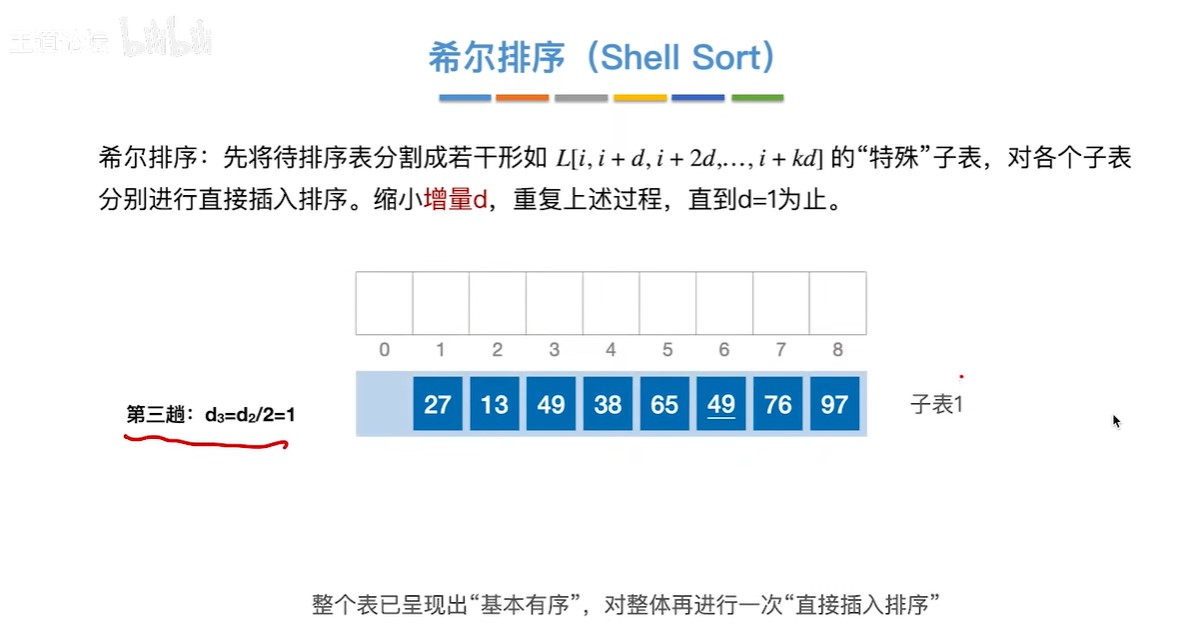 王道论坛 bilibili
希尔排序（Shell Sort）
希尔排序：先将待排序表分割成若干形如 L[i, i + d, i + 2d,…, i + kd] 的“特殊”子表，对各个子表
分别进行直接插入排序。缩小增量d，重复上述过程，直到d=1为止。
0 1 2 3 4 5 6 7 8
第三趟：d₃=d₂/2=1 27 13 49 38 65 49 76 97 子表1
整个表已呈现出“基本有序”，对整体再进行一次“直接插入排序”